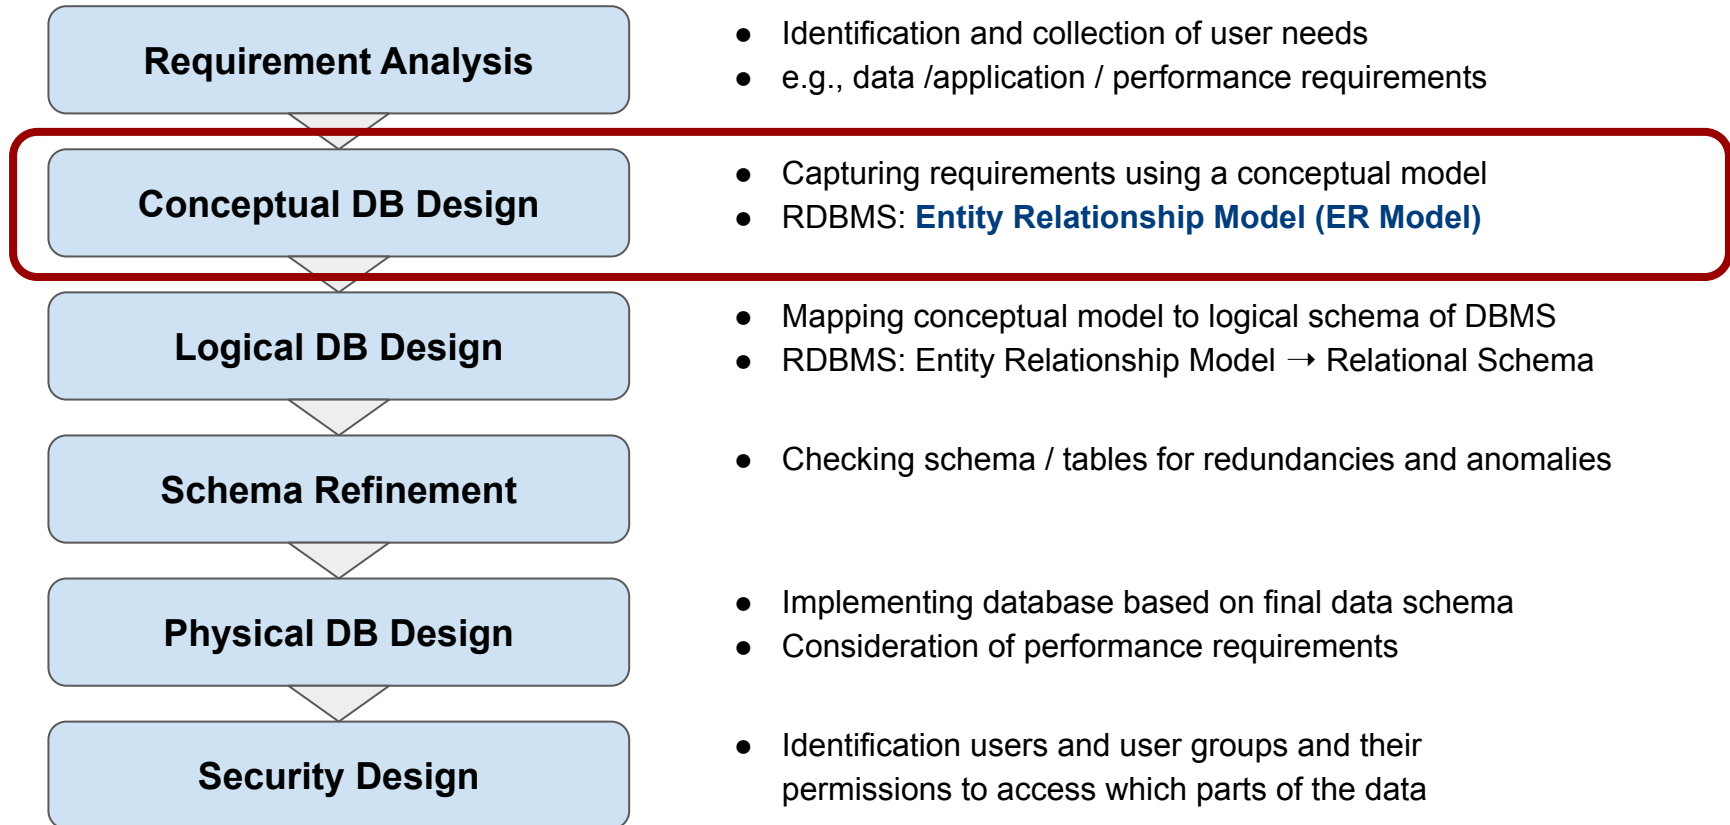 Requirement Analysis
● Identification and collection of user needs
● e.g., data /application / performance requirements
Conceptual DB Design
● Capturing requirements using a conceptual model
● RDBMS: Entity Relationship Model (ER Model)
Logical DB Design
● Mapping conceptual model to logical schema of DBMS
● RDBMS: Entity Relationship Model → Relational Schema
Schema Refinement
● Checking schema / tables for redundancies and anomalies
Physical DB Design
● Implementing database based on final data schema
● Consideration of performance requirements
Security Design
● Identification users and user groups and their
permissions to access which parts of the data